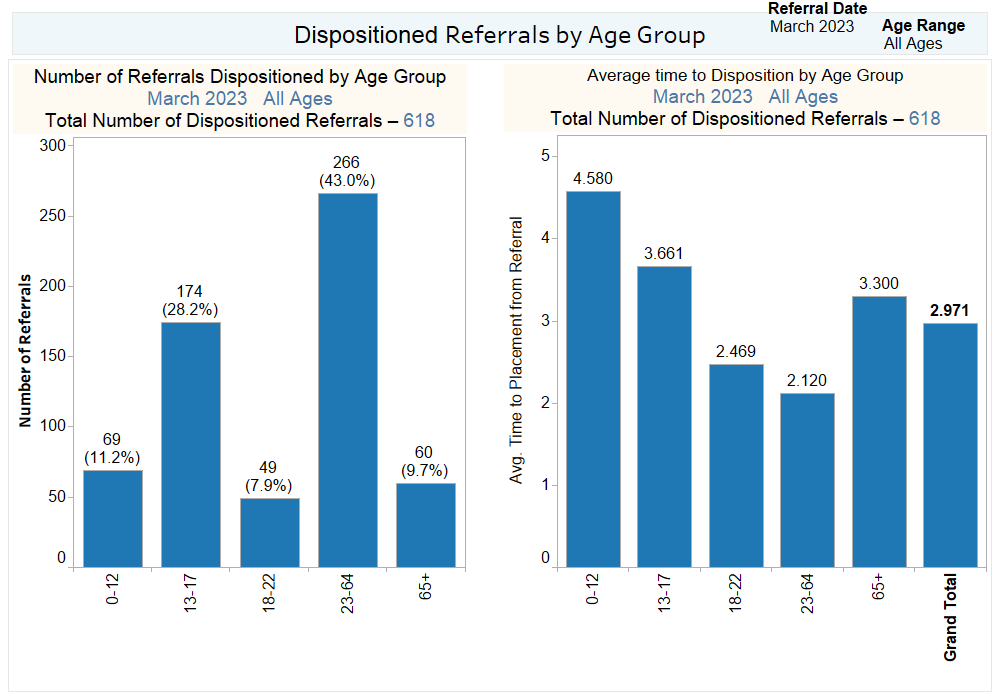 Referral Date
March 2023
Age Range
All Ages
Dispositioned Referrals by Age Group
Number of Referrals Dispositioned by Age Group
March 2023 All Ages
Total Number of Dispositioned Referrals – 618
300
250
200
150
100
50
0
Number of Referrals
69
(11.2%)
174
(28.2%)
49
(7.9%)
266
(43.0%)
60
(9.7%)
0-12
13-17
18-22
23-64
65+
Average time to Disposition by Age Group
March 2023 All Ages
Total Number of Dispositioned Referrals – 618
5
4
3
2
1
0
Avg. Time to Placement from Referral
4.580
3.661
2.469
2.120
3.300
2.971
0-12
13-17
18-22
23-64
65+
Grand Total